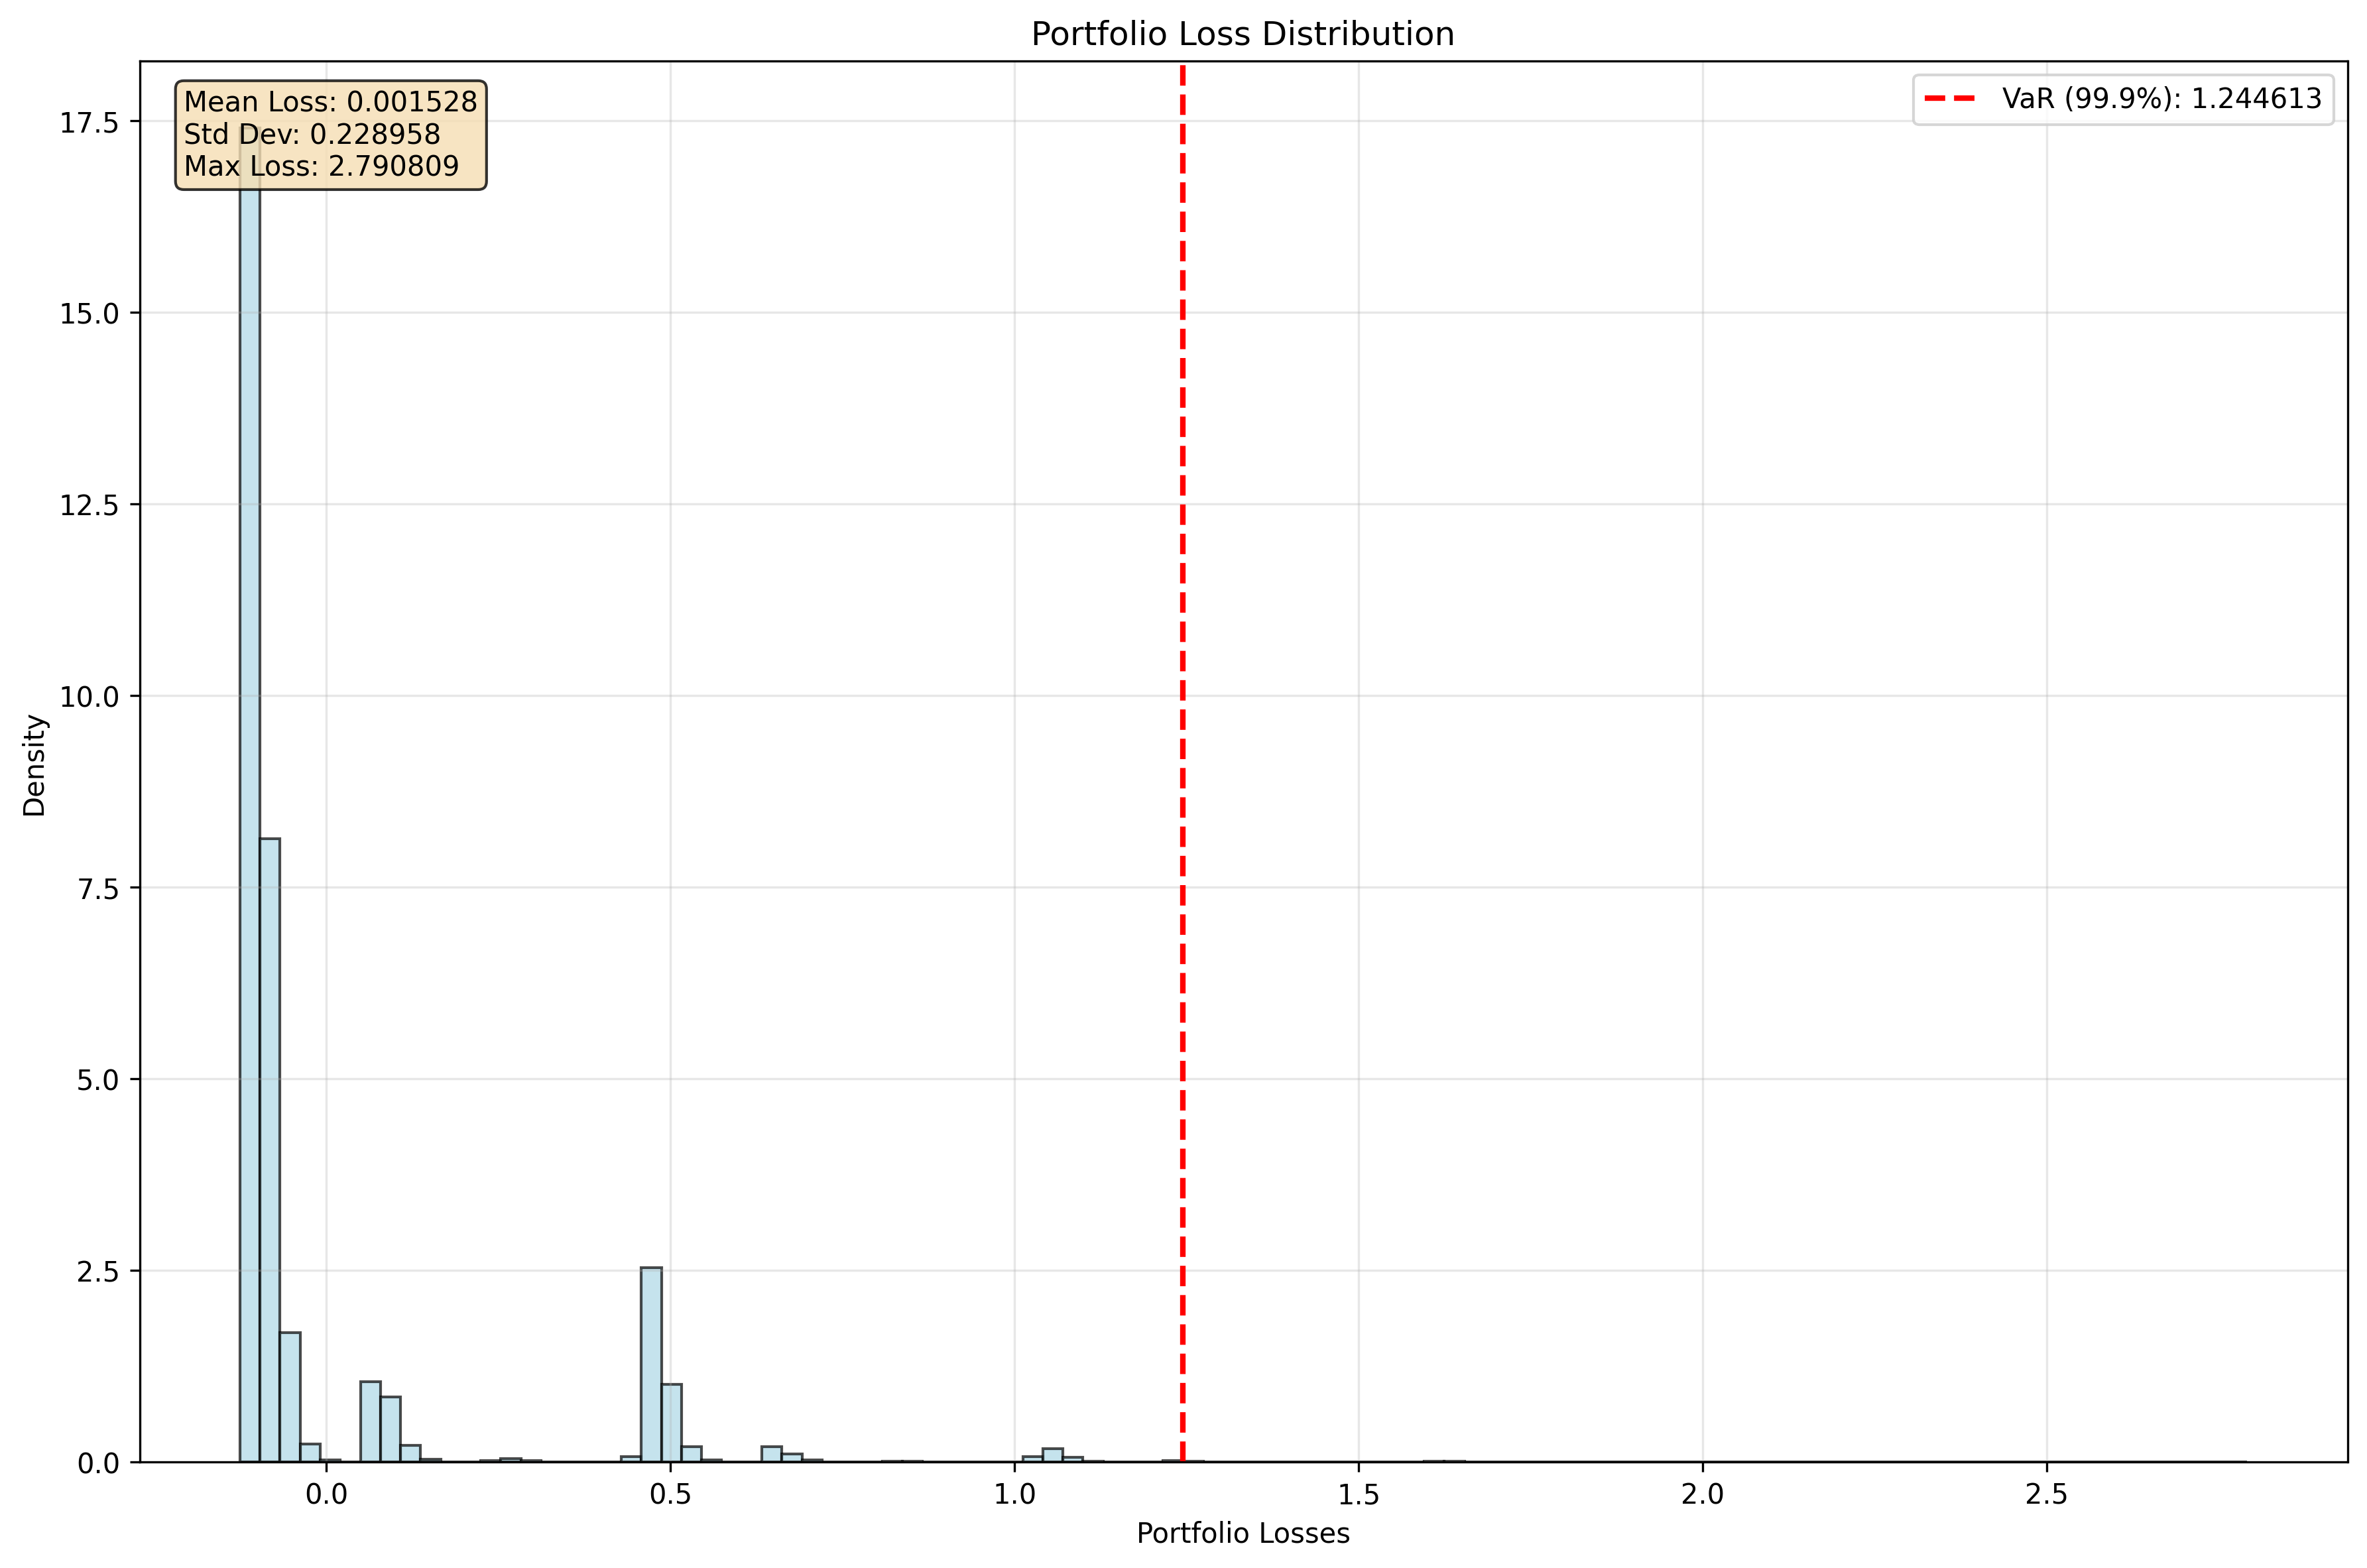 Portfolio Loss Distribution
Mean Loss: 0.001528
Std Dev: 0.228958
Max Loss: 2.790809
VaR (99.9%): 1.244613
17.5
15.0
12.5
10.0
7.5
5.0
2.5
0.0
Density
0.0 0.5 1.0 1.5 2.0 2.5
Portfolio Losses